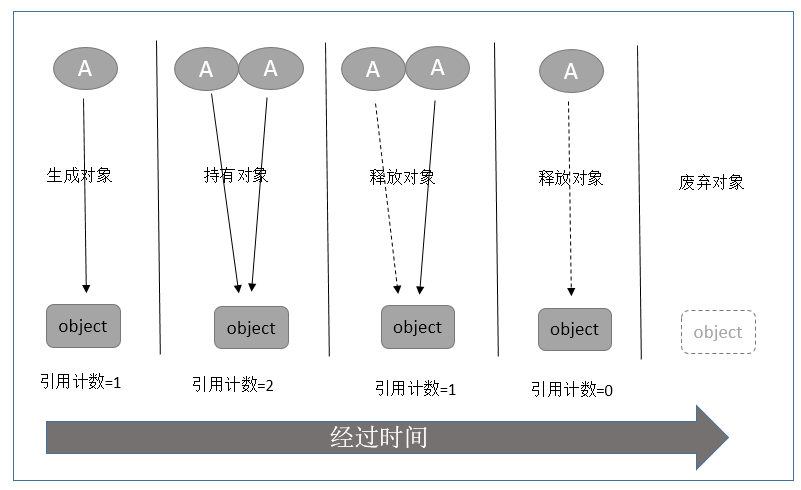 A
A
A
A
A
A
生成对象
持有对象
释放对象
释放对象
废弃对象
object
object
object
object
object
引用计数=1
引用计数=2
引用计数=1
引用计数=0
经过时间